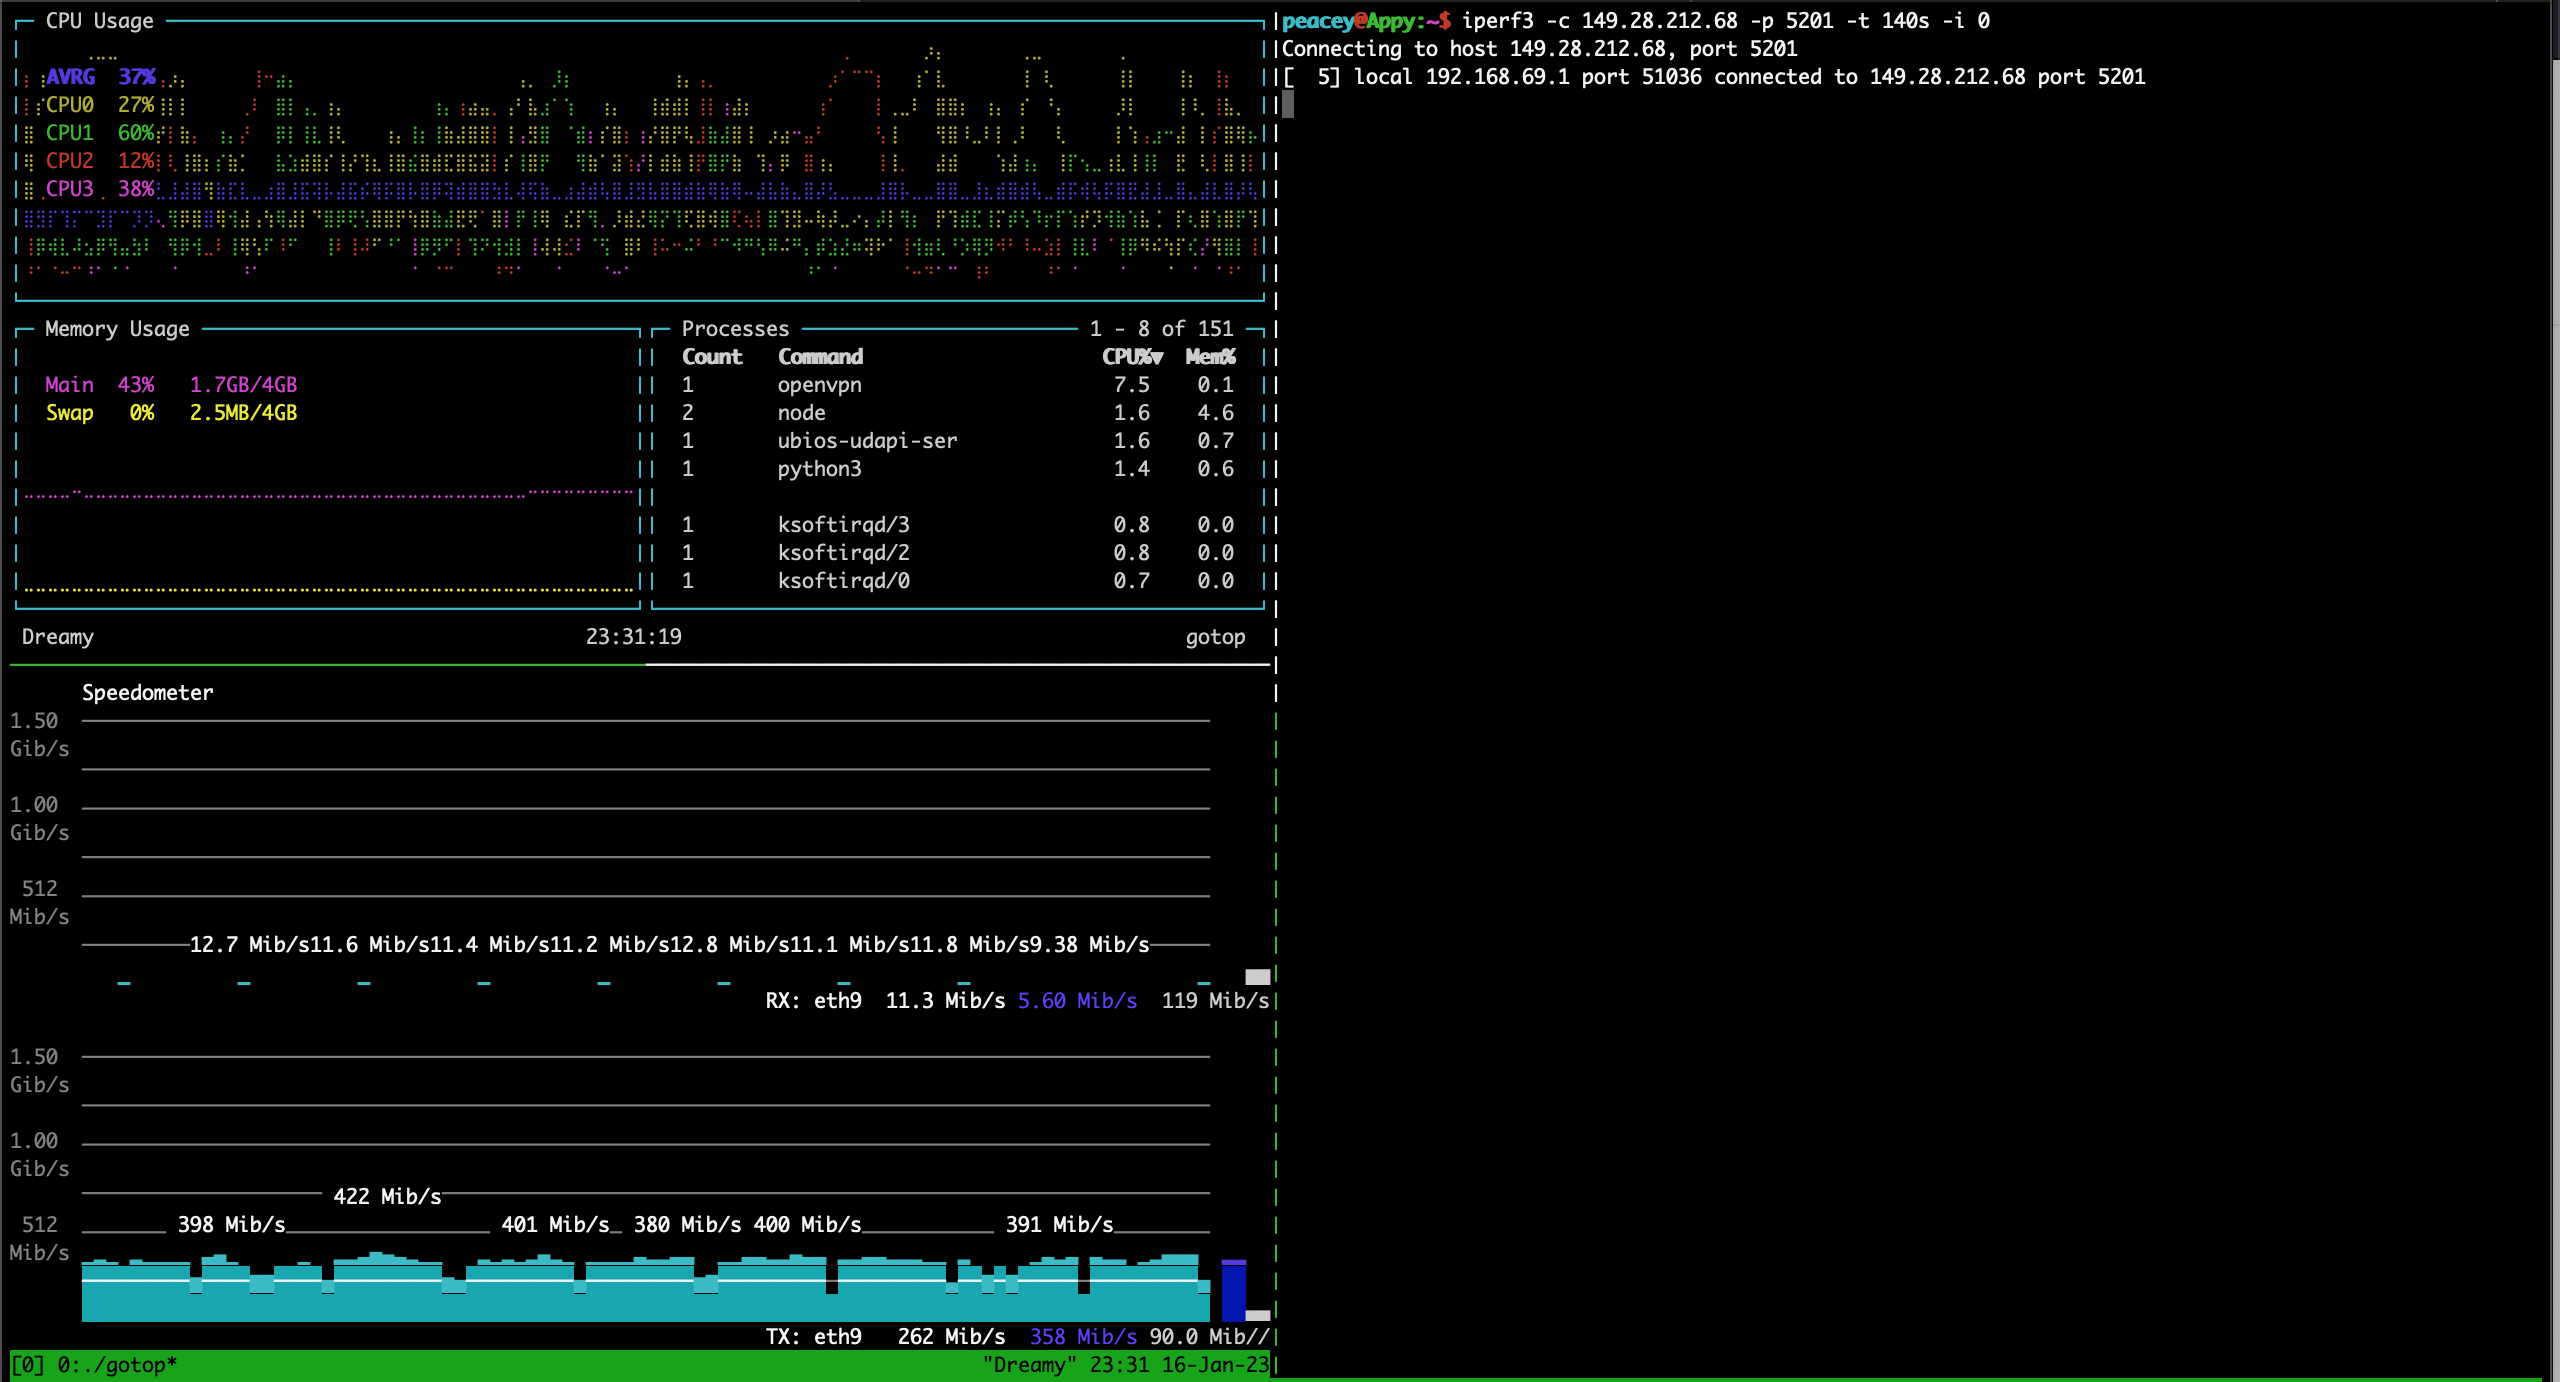 CPU Usage
AVRG 37%
CPU0 27%
CPU1 60%
CPU2 12%
CPU3 38%
Memory Usage
Main 43% 1.7GB/4GB
Swap 0% 2.5MB/4GB
Processes 1 - 8 of 151
Count Command CPU%▼ Mem%
1 openvpn 7.5 0.1
2 node 1.6 4.6
1 ubios-udapi-ser 1.6 0.7
1 python3 1.4 0.6
1 ksoftirqd/3 0.8 0.0
1 ksoftirqd/2 0.8 0.0
1 ksoftirqd/0 0.7 0.0
Dreamy 23:31:19 gotop
Speedometer
1.50
Gib/s
1.00
Gib/s
512
Mib/s
12.7 Mib/s11.6 Mib/s11.4 Mib/s11.2 Mib/s12.8 Mib/s11.1 Mib/s11.8 Mib/s9.38 Mib/s
RX: eth9 11.3 Mib/s 5.60 Mib/s 119 Mib/s
1.50
Gib/s
1.00
Gib/s
422 Mib/s
512 398 Mib/s 401 Mib/s 380 Mib/s 400 Mib/s 391 Mib/s
Mib/s
TX: eth9 262 Mib/s 358 Mib/s 90.0 Mib//
[0] 0:./gotop* "Dreamy" 23:31 16-Jan-23
peacey@Appy:~$ iperf3 -c 149.28.212.68 -p 5201 -t 140s -i 0
Connecting to host 149.28.212.68, port 5201
[  5] local 192.168.69.1 port 51036 connected to 149.28.212.68 port 5201